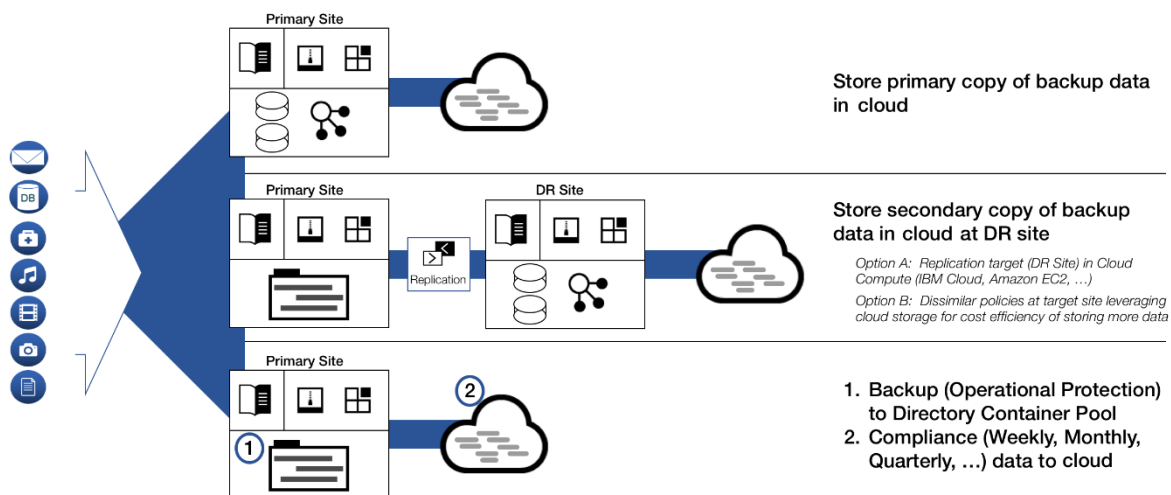 Primary Site
Store primary copy of backup data
in cloud
DB
Primary Site
DR Site
Replication
Store secondary copy of backup
data in cloud at DR site
Option A: Replication target (DR Site) in Cloud
Compute (IBM Cloud, Amazon EC2, …)
Option B: Dissimilar policies at target site leveraging
cloud storage for cost efficiency of storing more data
Primary Site
1
2
1. Backup (Operational Protection)
to Directory Container Pool
2. Compliance (Weekly, Monthly,
Quarterly, …) data to cloud